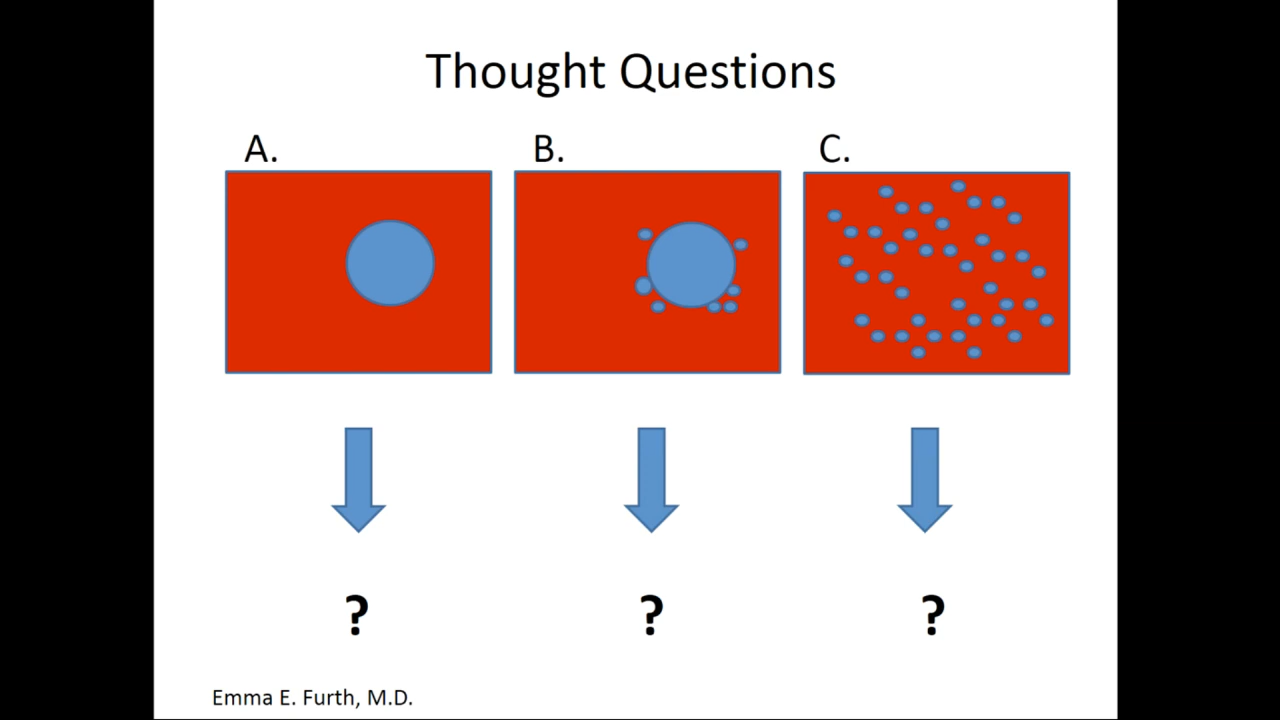 Thought Questions
A.
B.
C.
?
?
?
Emma E. Furth, M.D.